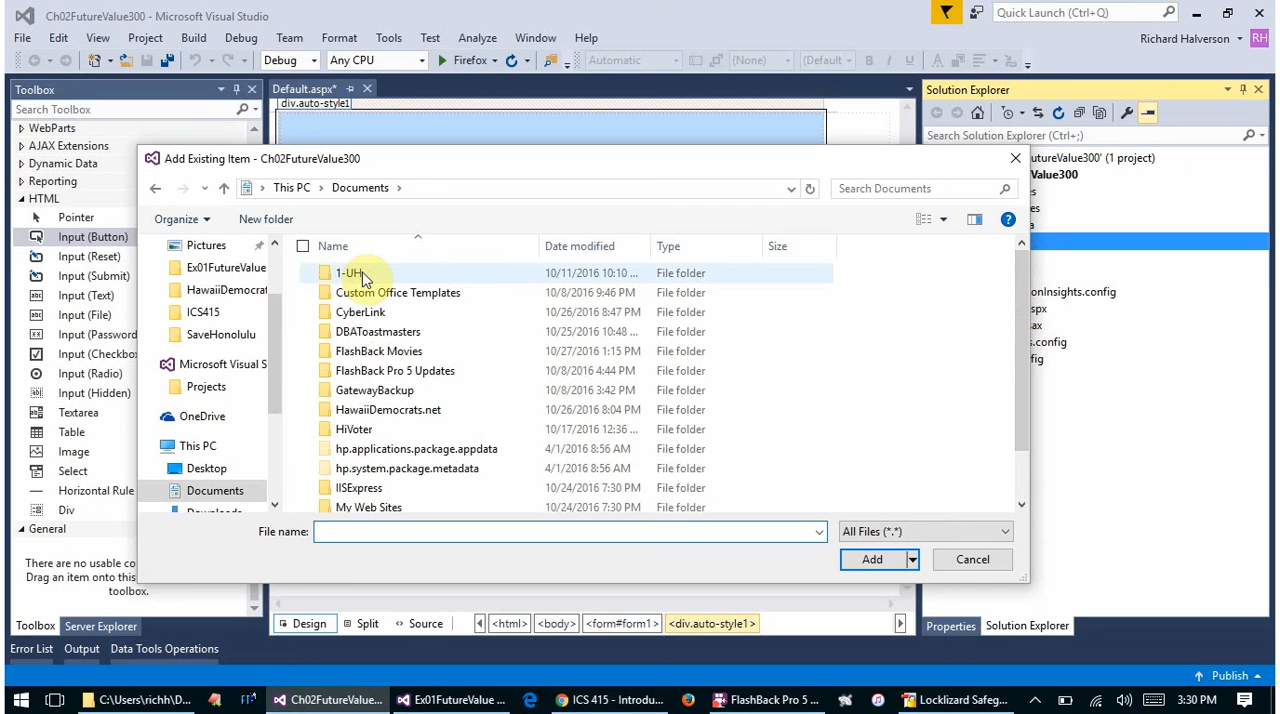 Ch02FutureValue300 - Microsoft Visual Studio
Quick Launch (Ctrl+Q)
File Edit View Project Build Debug Team Format Tools Test Analyze Window Help
Richard Halverson RH
Debug Any CPU Firefox Automatic (None) (Default
Toolbox
Default.aspx*
Solution Explorer
Search Toolbox
div.auto-style1
Search Solution Explorer (Ctrl+;)
WebParts
AJAX Extensions
Dynamic Data
Reporting
HTML
Pointer
Input (Button)
Input (Reset)
Input (Submit)
Input (Text)
Input (File)
Input (Password)
Input (Checkbox
Input (Radio)
Input (Hidden)
Textarea
Table
Image
Select
Horizontal Rule
Div
General
There are no usable co
Drag an item onto this
toolbox.
Add Existing Item - Ch02FutureValue300
This PC > Documents >
Search Documents
Organize New folder
Pictures
Ex01FutureValue
HawaiiDemocrat
ICS415
SaveHonolulu
Microsoft Visual S
Projects
OneDrive
This PC
Desktop
Documents
Downloads
Name Date modified Type Size
1-UH 10/11/2016 10:10 ... File folder
Custom Office Templates 10/8/2016 9:46 PM File folder
CyberLink 10/26/2016 8:47 PM File folder
DBAToastmasters 10/25/2016 10:48 ... File folder
FlashBack Movies 10/27/2016 1:15 PM File folder
FlashBack Pro 5 Updates 10/8/2016 4:44 PM File folder
GatewayBackup 10/8/2016 3:42 PM File folder
HawaiiDemocrats.net 10/26/2016 8:04 PM File folder
HiVoter 10/17/2016 12:36 ... File folder
hp.applications.package.appdata 4/1/2016 8:56 AM File folder
hp.system.package.metadata 4/1/2016 8:56 AM File folder
IISExpress 10/24/2016 7:30 PM File folder
My Web Sites 10/24/2016 7:30 PM File folder
File name:
All Files (*.*)
Add Cancel
utureValue300' (1 project)
Value300
es
es
a
onInsights.config
spx
sax
s.config
fig
Design Split Source <html> <body> <form#form1> <div.auto-style1>
Toolbox Server Explorer
Properties Solution Explorer
Error List Output Data Tools Operations
Publish
C:\Users\richh\D... Ch02FutureValue... Ex01FutureValue ... ICS 415 - Introdu... FlashBack Pro 5 ... Locklizard Safeg... 3:30 PM